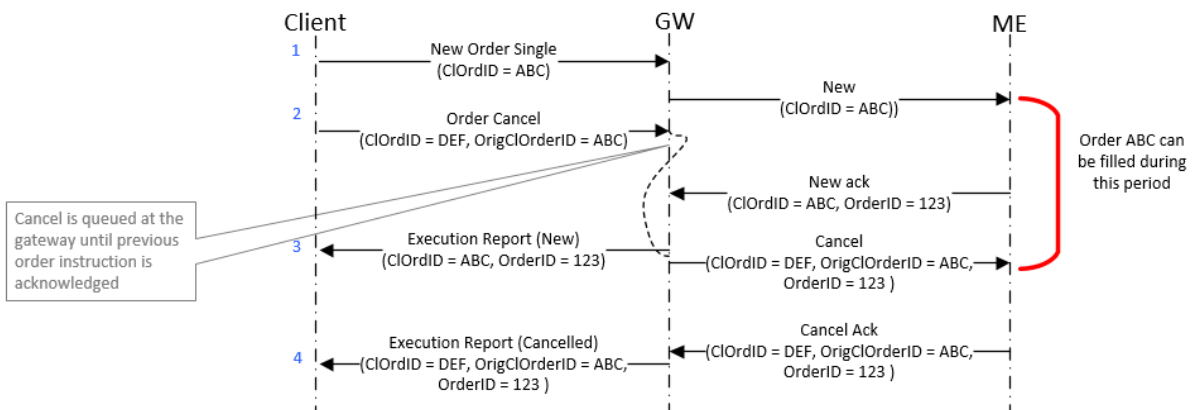 Client
GW
ME
1
New Order Single
(ClOrdID = ABC)
New
(ClOrdID = ABC))
2
Order Cancel
(ClOrdID = DEF, OrigClOrderID = ABC)
Order ABC can
be filled during
this period
New ack
(ClOrdID = ABC, OrderID = 123)
Cancel is queued at the
gateway until previous
order instruction is
acknowledged
3
Execution Report (New)
(ClOrdID = ABC, OrderID = 123)
Cancel
(ClOrdID = DEF, OrigClOrderID = ABC,
OrderID = 123 )
4
Execution Report (Cancelled)
(ClOrdID = DEF, OrigClOrderID = ABC,
OrderID = 123 )
Cancel Ack
(ClOrdID = DEF, OrigClOrderID = ABC,
OrderID = 123 )